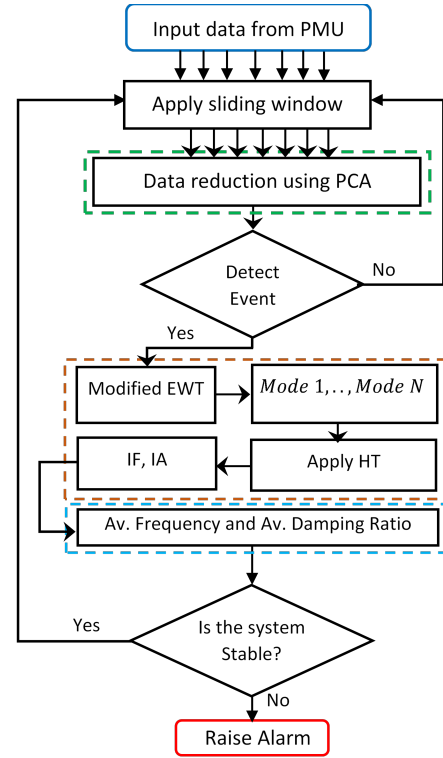 Input data from PMU
Apply sliding window
Data reduction using PCA
Detect
Event
No
Yes
Modified EWT
Mode 1,..,Mode N
IF, IA
Apply HT
Av. Frequency and Av. Damping Ratio
Yes
Is the system
Stable?
No
Raise Alarm